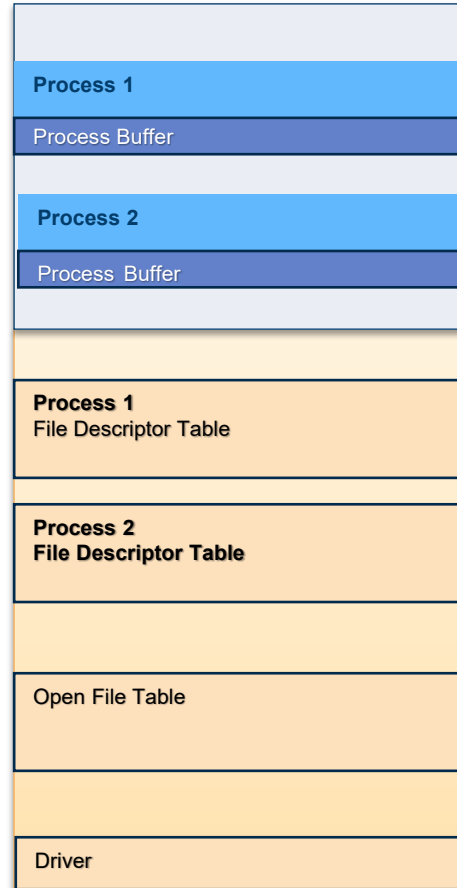 Process 1
Process Buffer
Process 2
Process Buffer
Process 1
File Descriptor Table
Process 2
File Descriptor Table
Open File Table
Driver